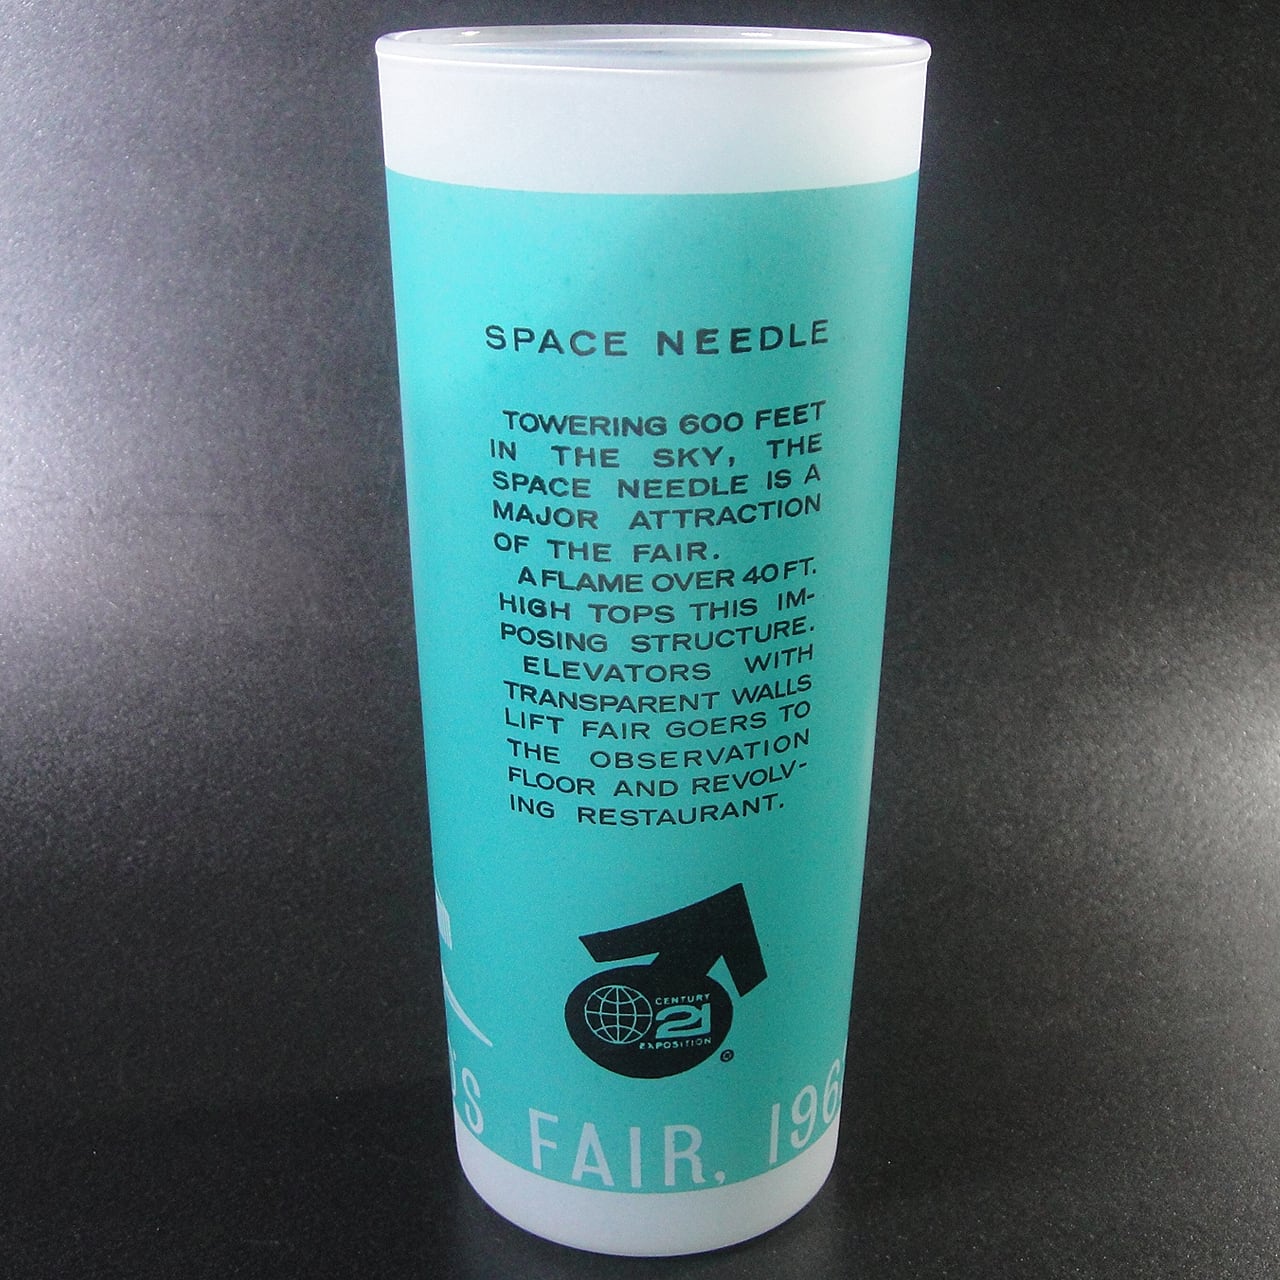 SPACE NEEDLE
TOWERING 600 FEET
IN THE SKY, THE
SPACE NEEDLE IS A
MAJOR ATTRACTION
OF THE FAIR.
A FLAME OVER 40 FT.
HIGH TOPS THIS IM-
POSING STRUCTURE.
ELEVATORS WITH
TRANSPARENT WALLS
LIFT FAIR GOERS TO
THE OBSERVATION
FLOOR AND REVOLV-
ING RESTAURANT.
CENTURY
21
EXPOSITION
®
FAIR,